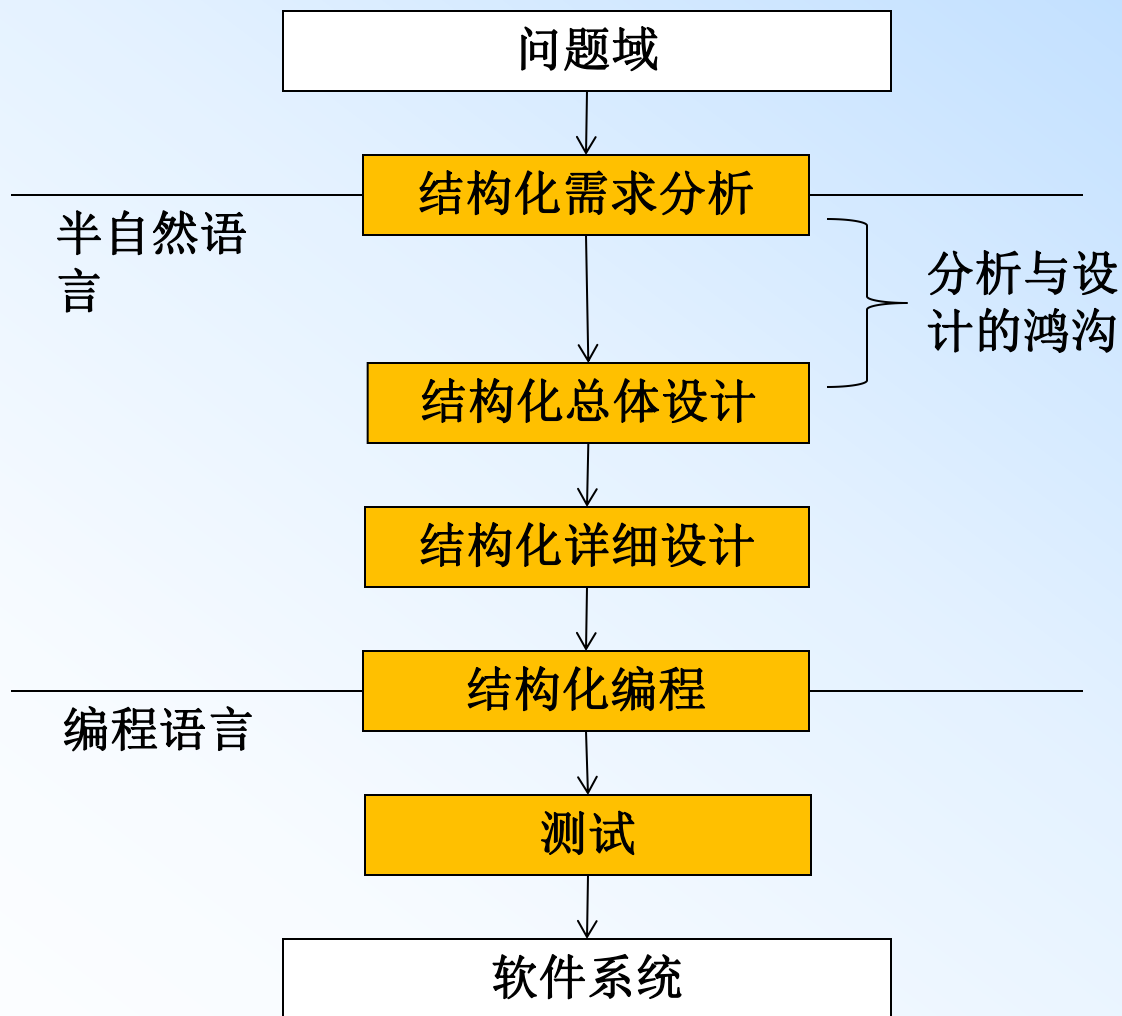 问题域
结构化需求分析
半自然语
言
分析与设
计的鸿沟
结构化总体设计
结构化详细设计
结构化编程
编程语言
测试
软件系统